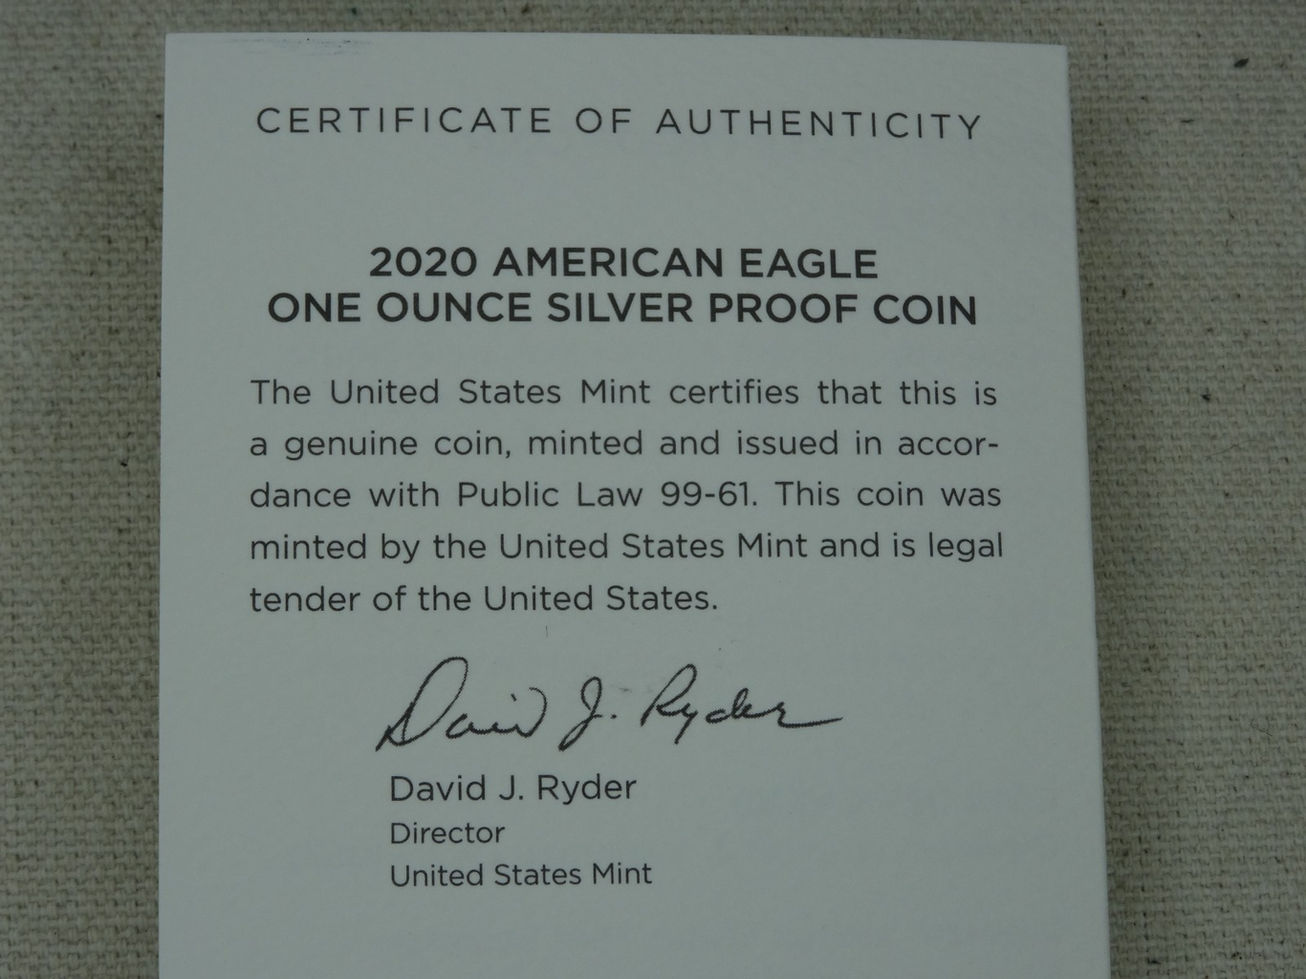 CERTIFICATE OF AUTHENTICITY
2020 AMERICAN EAGLE
ONE OUNCE SILVER PROOF COIN
The United States Mint certifies that this is
a genuine coin, minted and issued in accor-
dance with Public Law 99-61. This coin was
minted by the United States Mint and is legal
tender of the United States.
David J. Ryder
David J. Ryder
Director
United States Mint